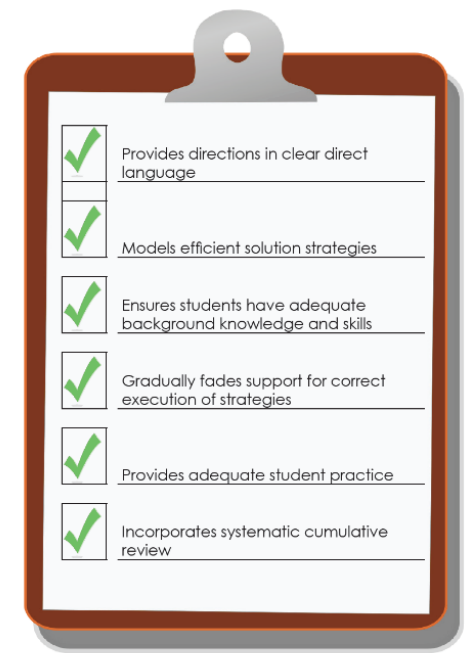 Provides directions in clear direct
language
Models efficient solution strategies
Ensures students have adequate
background knowledge and skills
Gradually fades support for correct
execution of strategies
Provides adequate student practice
Incorporates systematic cumulative
review